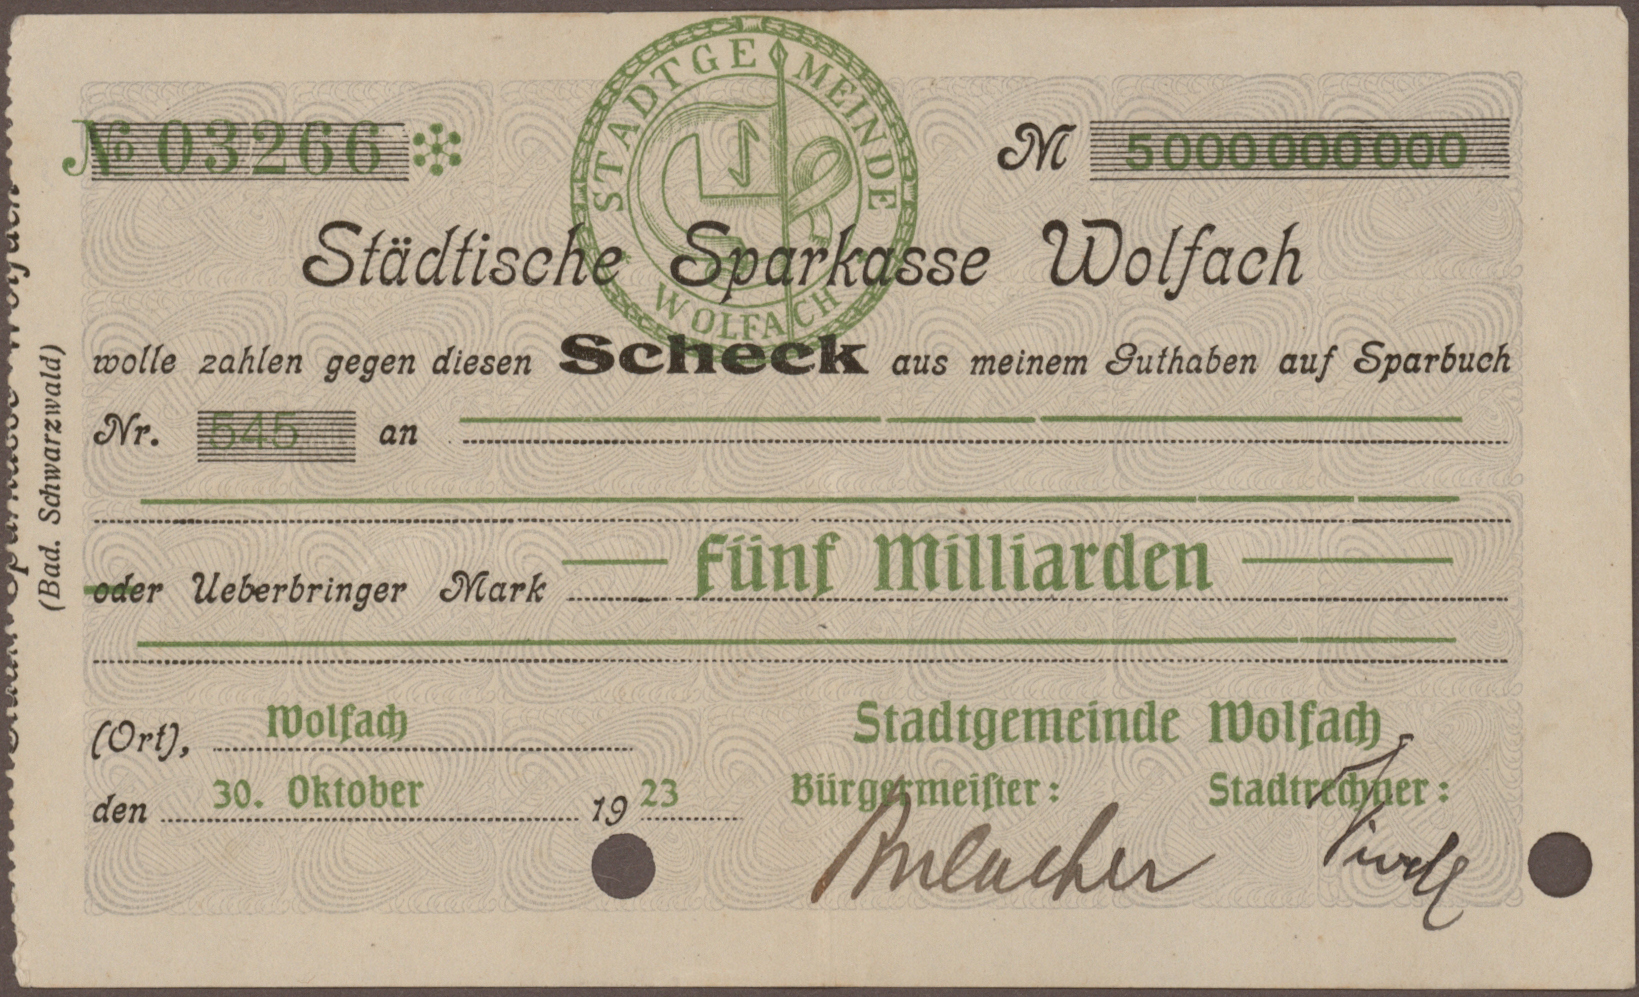 STADTGEMEINDE
WOLFACH
№ 03266
M 5000000000
Städtische Sparkasse Wolfach
wolle zahlen gegen diesen Scheck aus meinem Guthaben auf Sparbuch
Nr. 545 an
oder Ueberbringer Mark Fünf Milliarden
(Ort), Wolfach
den 30. Oktober 1923
Stadtgemeinde Wolfach
Bürgermeister: Stadtrechner:
(Bad. Schwarzwald)